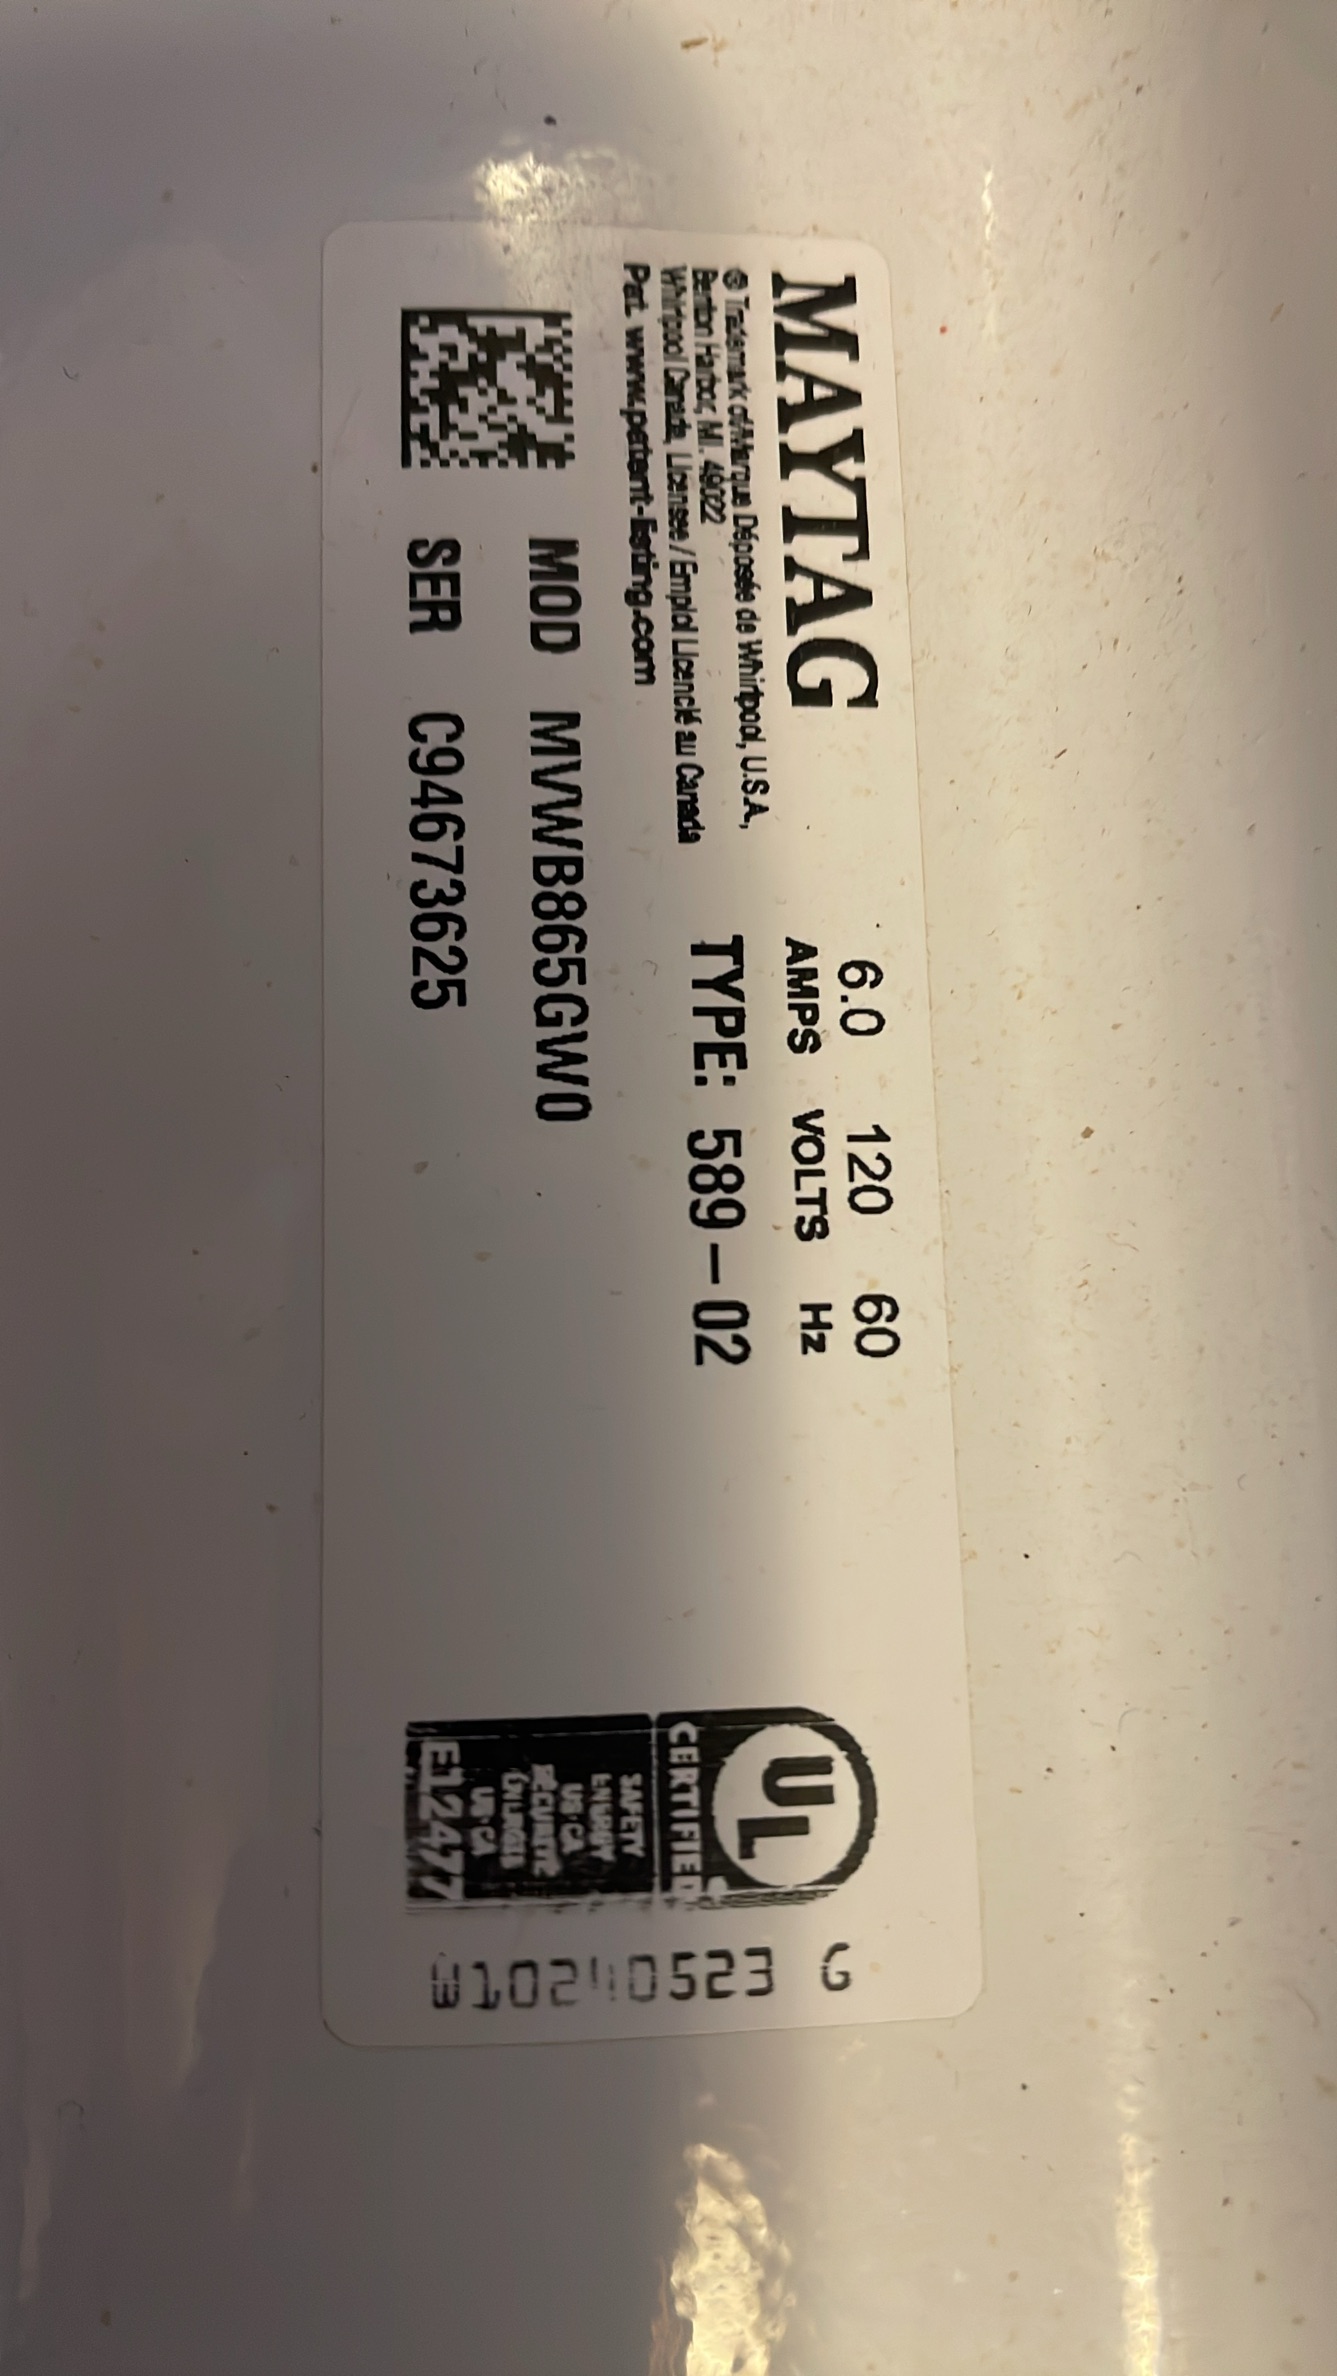 MAYTAG
® Trademark of/Marque Déposée de Whirlpool, U.S.A,
Benton Harbor, MI. 49022
Whirlpool Canada, Licensee / Emploi Licencié au Canada
Pat. www.patent-listing.com
6.0 120 60
AMPS VOLTS Hz
TYPE: 589-02
MOD MVWB865GW0
SER C94673625
UL
CERTIFIED
SAFETY
ENERGY
US·CA
SÉCURITÉ
ÉNERGIE
US·CA
E12477
G